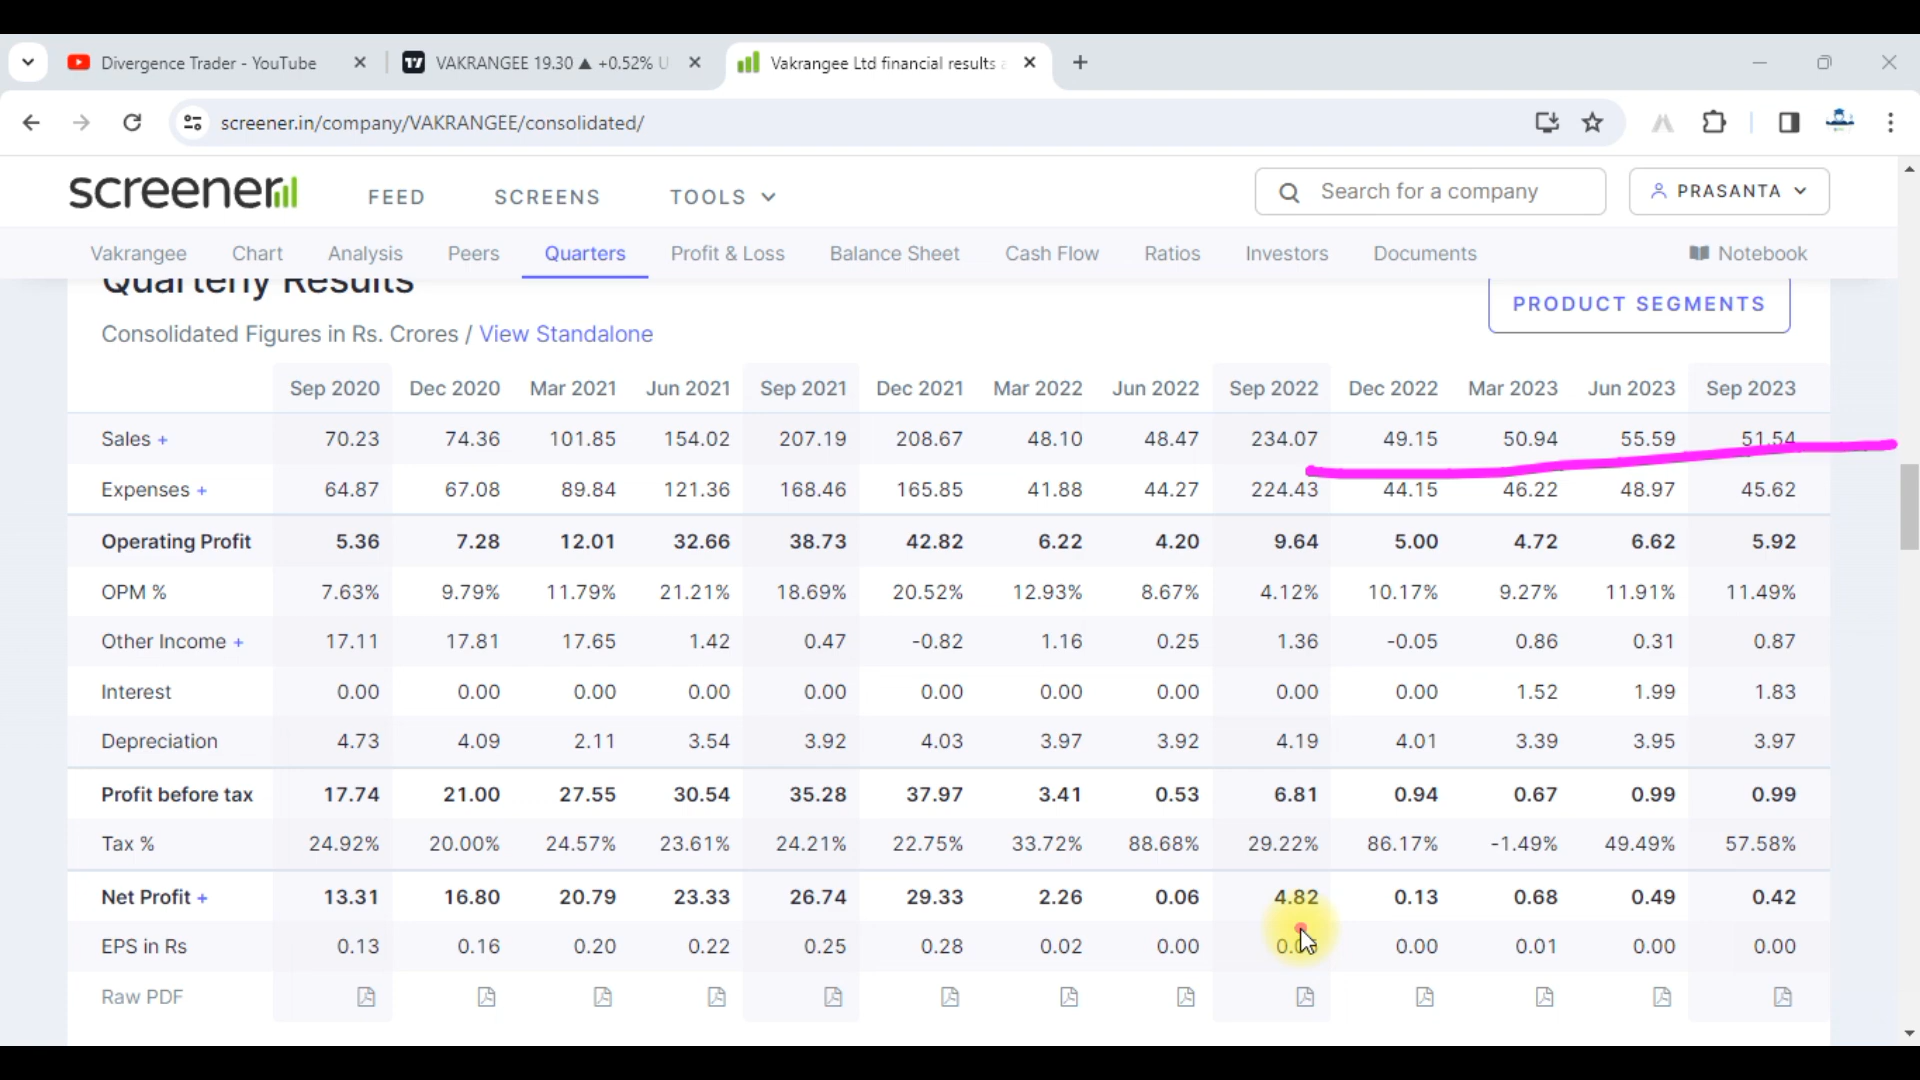 Divergence Trader - YouTube
VAKRANGEE 19.30 ▲ +0.52% U
Vakrangee Ltd financial results a
screener.in/company/VAKRANGEE/consolidated/
screener
FEED SCREENS TOOLS
Search for a company
PRASANTA
Vakrangee Chart Analysis Peers Quarters Profit & Loss Balance Sheet Cash Flow Ratios Investors Documents Notebook
Quarterly Results
PRODUCT SEGMENTS
Consolidated Figures in Rs. Crores / View Standalone
Sep 2020 Dec 2020 Mar 2021 Jun 2021 Sep 2021 Dec 2021 Mar 2022 Jun 2022 Sep 2022 Dec 2022 Mar 2023 Jun 2023 Sep 2023
Sales + 70.23 74.36 101.85 154.02 207.19 208.67 48.10 48.47 234.07 49.15 50.94 55.59 51.54
Expenses + 64.87 67.08 89.84 121.36 168.46 165.85 41.88 44.27 224.43 44.15 46.22 48.97 45.62
Operating Profit 5.36 7.28 12.01 32.66 38.73 42.82 6.22 4.20 9.64 5.00 4.72 6.62 5.92
OPM % 7.63% 9.79% 11.79% 21.21% 18.69% 20.52% 12.93% 8.67% 4.12% 10.17% 9.27% 11.91% 11.49%
Other Income + 17.11 17.81 17.65 1.42 0.47 -0.82 1.16 0.25 1.36 -0.05 0.86 0.31 0.87
Interest 0.00 0.00 0.00 0.00 0.00 0.00 0.00 0.00 0.00 0.00 1.52 1.99 1.83
Depreciation 4.73 4.09 2.11 3.54 3.92 4.03 3.97 3.92 4.19 4.01 3.39 3.95 3.97
Profit before tax 17.74 21.00 27.55 30.54 35.28 37.97 3.41 0.53 6.81 0.94 0.67 0.99 0.99
Tax % 24.92% 20.00% 24.57% 23.61% 24.21% 22.75% 33.72% 88.68% 29.22% 86.17% -1.49% 49.49% 57.58%
Net Profit + 13.31 16.80 20.79 23.33 26.74 29.33 2.26 0.06 4.82 0.13 0.68 0.49 0.42
EPS in Rs 0.13 0.16 0.20 0.22 0.25 0.28 0.02 0.00 0.00 0.01 0.00 0.00
Raw PDF